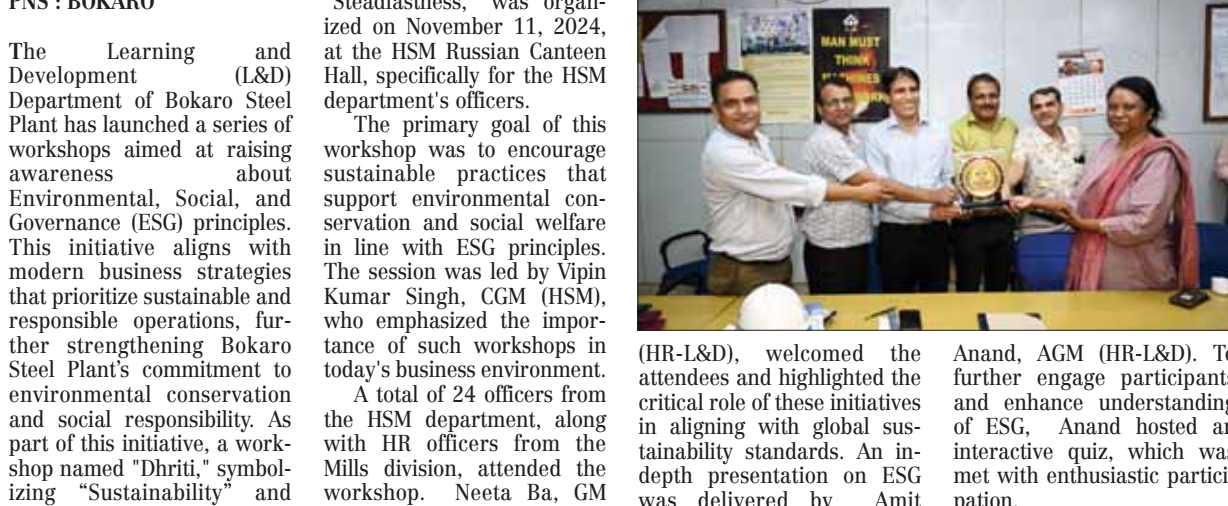 PNS : BOKARO
The Learning and
Development (L&D)
Department of Bokaro Steel
Plant has launched a series of
workshops aimed at raising
awareness about
Environmental, Social, and
Governance (ESG) principles.
This initiative aligns with
modern business strategies
that prioritize sustainable and
responsible operations, fur-
ther strengthening Bokaro
Steel Plant's commitment to
environmental conservation
and social responsibility. As
part of this initiative, a work-
shop named "Dhriti," symbol-
izing “Sustainability” and
“Steadfastness,” was organ-
ized on November 11, 2024,
at the HSM Russian Canteen
Hall, specifically for the HSM
department's officers.
The primary goal of this
workshop was to encourage
sustainable practices that
support environmental con-
servation and social welfare
in line with ESG principles.
The session was led by Vipin
Kumar Singh, CGM (HSM),
who emphasized the impor-
tance of such workshops in
today's business environment.
A total of 24 officers from
the HSM department, along
with HR officers from the
Mills division, attended the
workshop. Neeta Ba, GM
MAN MUST
THINK
MACHINES
(HR-L&D), welcomed the
attendees and highlighted the
critical role of these initiatives
in aligning with global sus-
tainability standards. An in-
depth presentation on ESG
was delivered by Amit
Anand, AGM (HR-L&D). To
further engage participants
and enhance understanding
of ESG, Anand hosted an
interactive quiz, which was
met with enthusiastic partici-
pation.